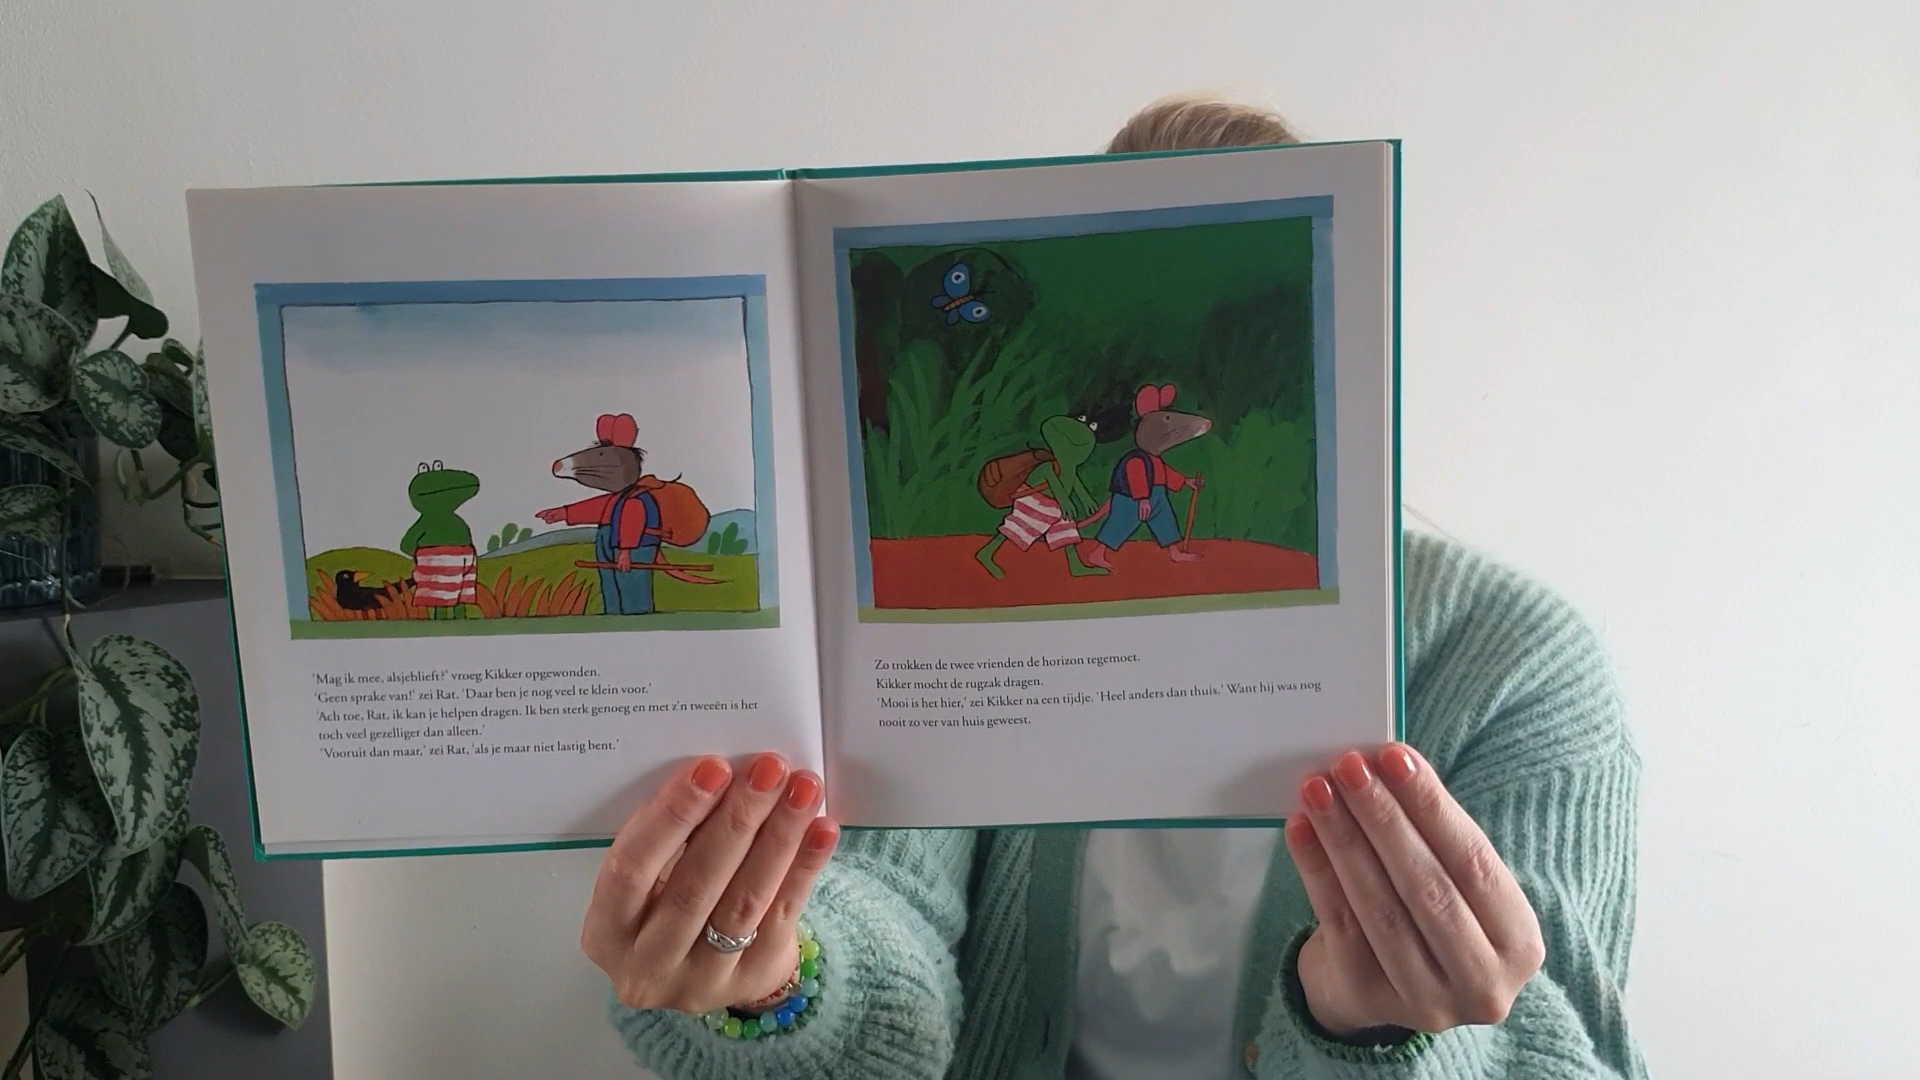 'Mag ik mee, alsjeblieft?' vroeg Kikker opgewonden.
'Geen sprake van!' zei Rat. 'Daar ben je nog veel te klein voor.'
'Ach toe, Rat, ik kan je helpen dragen. Ik ben sterk genoeg en met z'n tweeën is het
toch veel gezelliger dan alleen.'
'Vooruit dan maar,' zei Rat, 'als je maar niet lastig bent.'
Zo trokken de twee vrienden de horizon tegemoet.
Kikker mocht de rugzak dragen.
'Mooi is het hier,' zei Kikker na een tijdje. 'Heel anders dan thuis.' Want hij was nog
nooit zo ver van huis geweest.